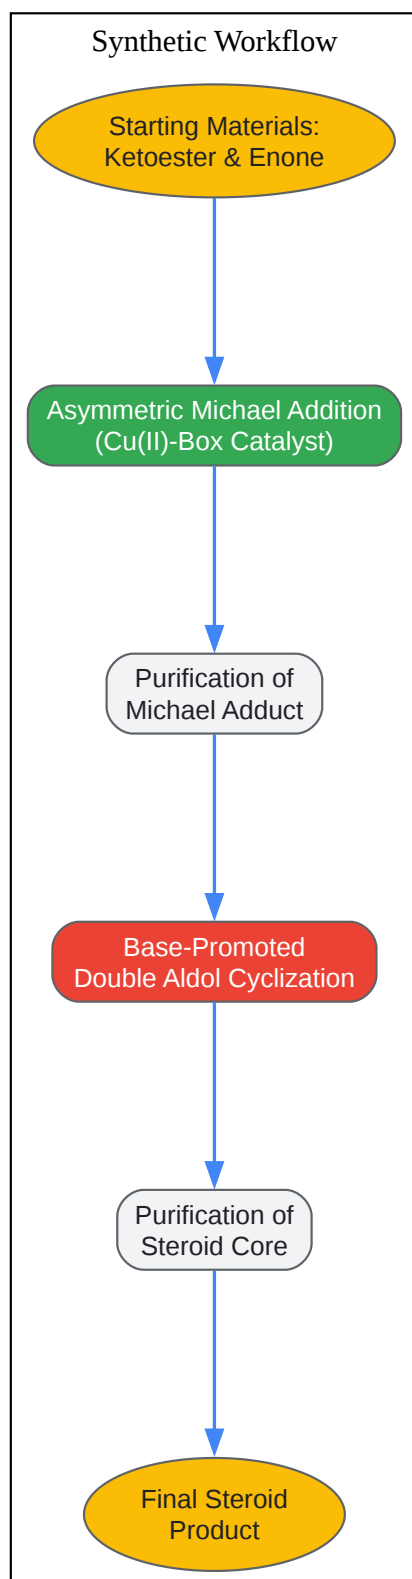 Synthetic Workflow
Starting Materials:
Ketoester & Enone
Asymmetric Michael Addition
(Cu(II)-Box Catalyst)
Purification of
Michael Adduct
Base-Promoted
Double Aldol Cyclization
Purification of
Steroid Core
Final Steroid
Product